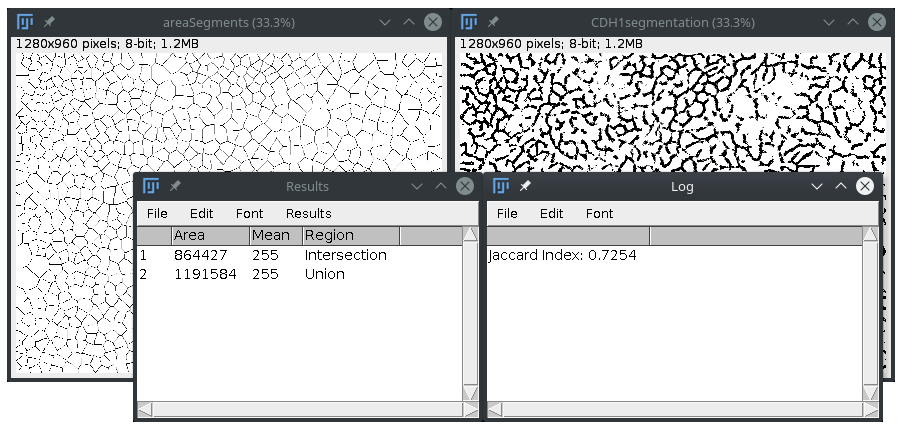 areaSegments (33.3%)
1280x960 pixels; 8-bit; 1.2MB
CDH1segmentation (33.3%)
1280x960 pixels; 8-bit; 1.2MB
Results
File Edit Font Results
Area Mean Region
1 864427 255 Intersection
2 1191584 255 Union
Log
File Edit Font
Jaccard Index: 0.7254